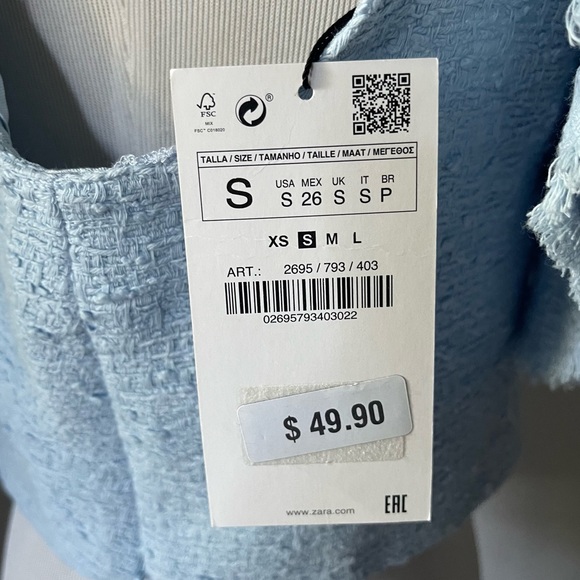 FSC
MIX
FSC™ C018020
®
TALLA / SIZE / TAMANHO / TAILLE / MAAT / ΜΕΓΕΘΟΣ
S
USA MEX UK IT BR
S 26 S S P
XS S M L
ART.: 2695 / 793 / 403
02695793403022
$ 49.90
www.zara.com
EAC